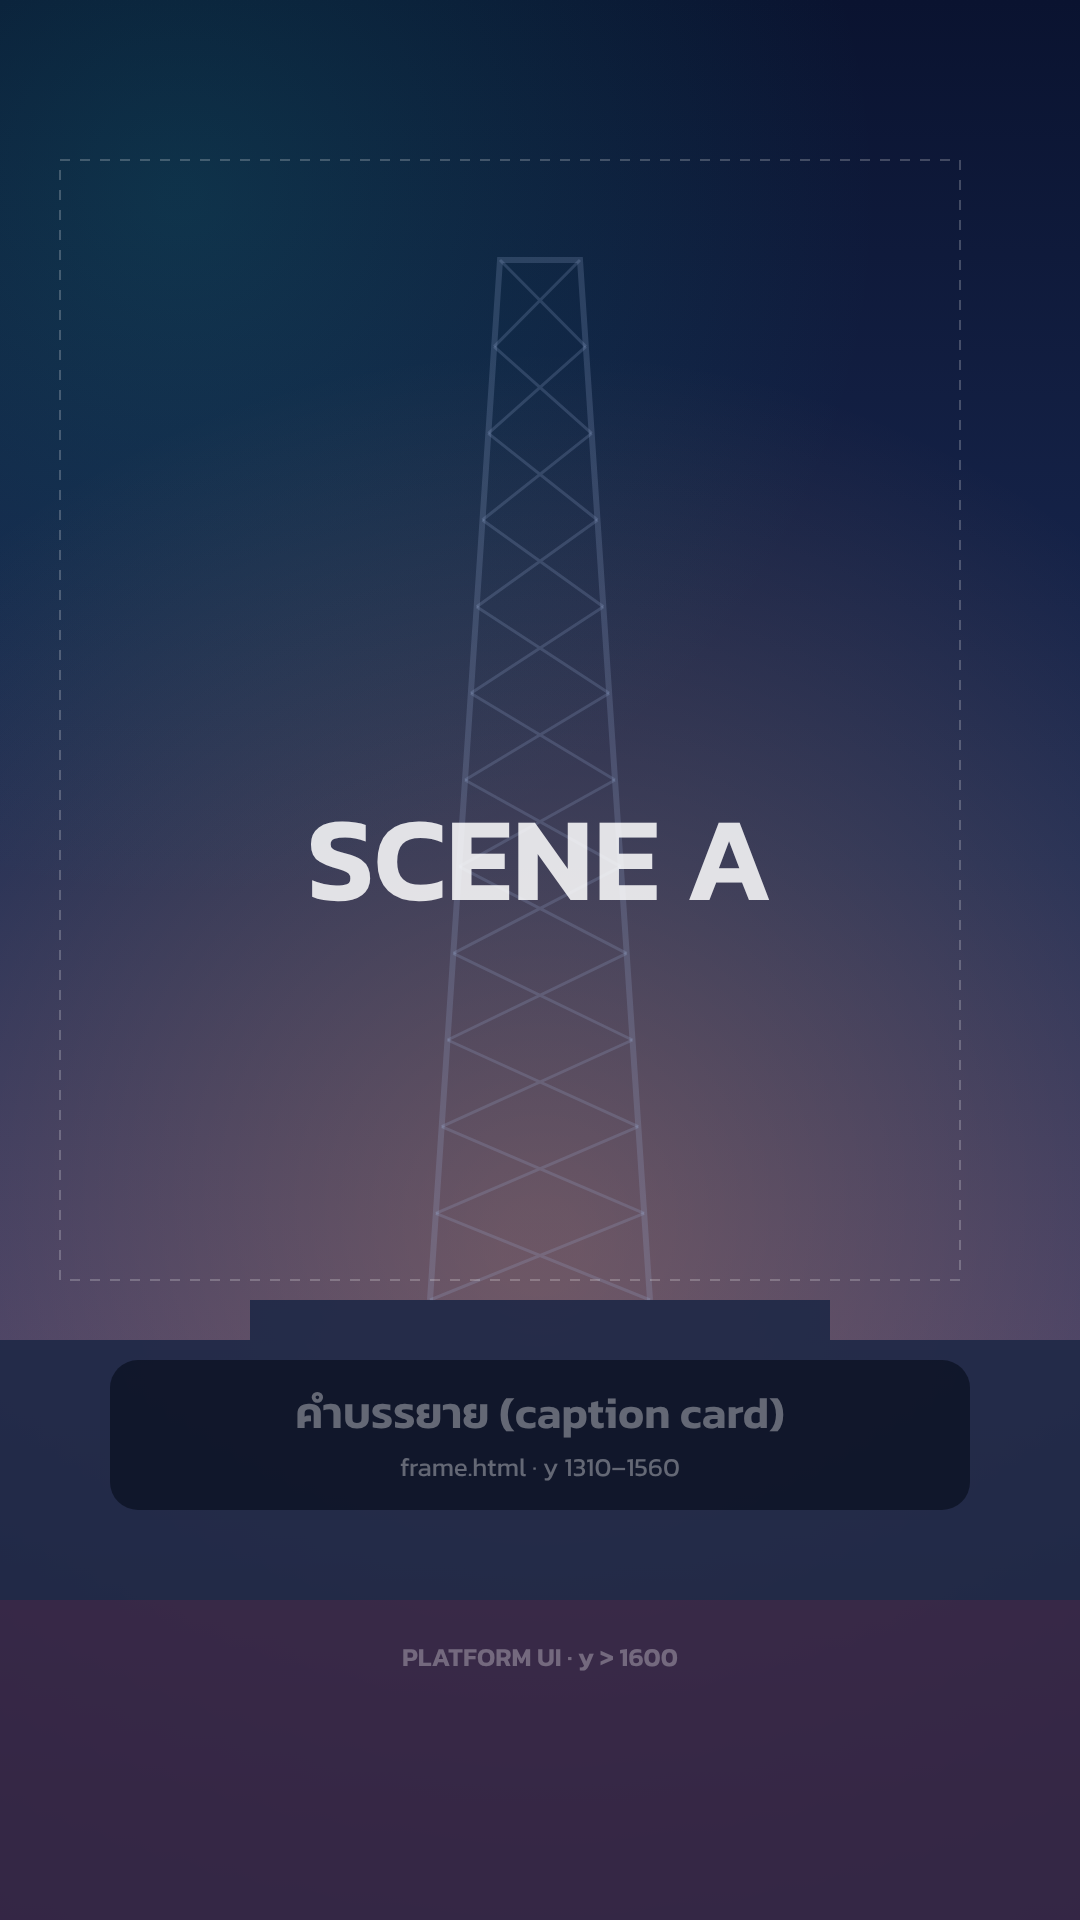 SCENE A
คำบรรยาย (caption card)
frame.html · y 1310–1560
PLATFORM UI · y > 1600